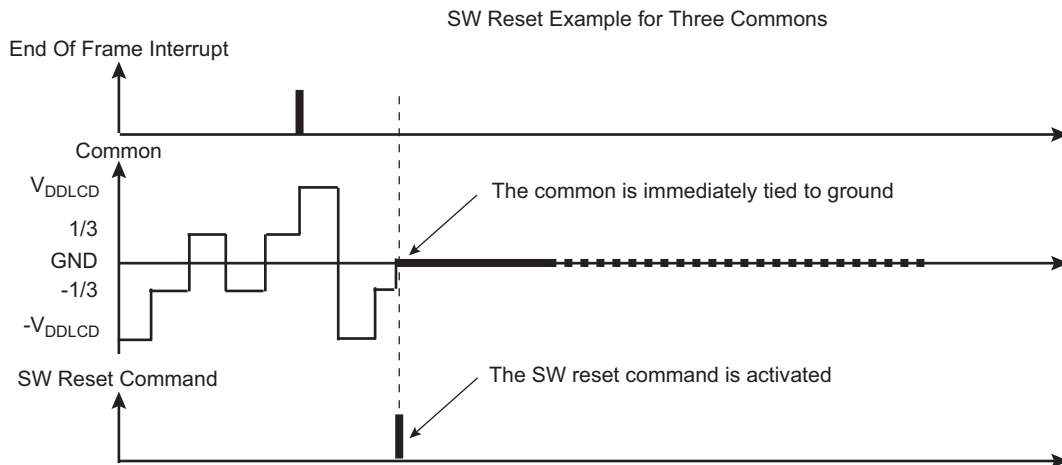 SW Reset Example for Three Commons
End Of Frame Interrupt
Common
VDDLCD
The common is immediately tied to ground
1/3
GND
-1/3
-VDDLCD
SW Reset Command
The SW reset command is activated